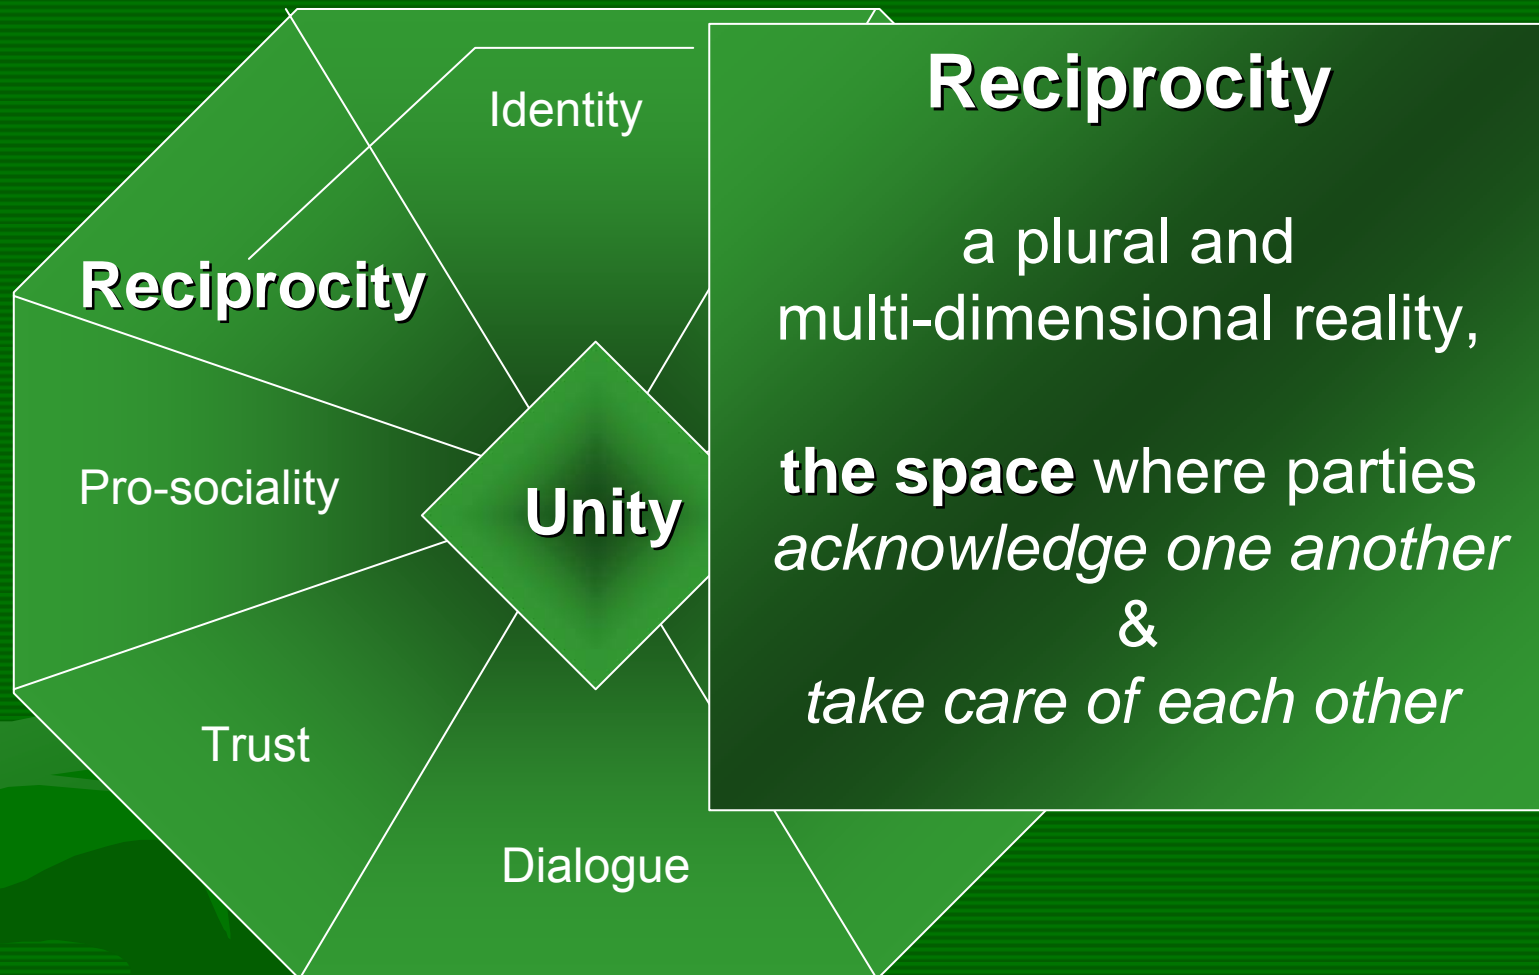 Identity
Reciprocity
Pro-sociality
Unity
Trust
Dialogue
Reciprocity
a plural and
multi-dimensional reality,
the space where parties
acknowledge one another
&
take care of each other